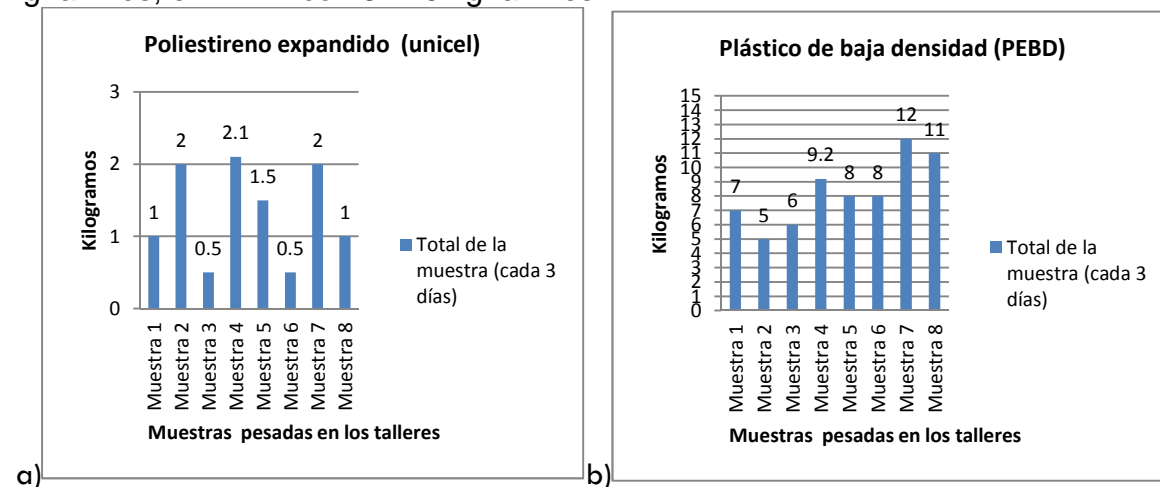 Poliestireno expandido (unicel)
Kilogramos
3
2
1
0
1
2
0.5
2.1
1.5
0.5
2
1
Muestra 1
Muestra 2
Muestra 3
Muestra 4
Muestra 5
Muestra 6
Muestra 7
Muestra 8
Muestras pesadas en los talleres
Total de la
muestra (cada 3
días)
a)
Plástico de baja densidad (PEBD)
Kilogramos
15
14
13
12
11
10
9
8
7
6
5
4
3
2
1
0
7
5
6
9.2
8
8
12
11
Muestra 1
Muestra 2
Muestra 3
Muestra 4
Muestra 5
Muestra 6
Muestra 7
Muestra 8
Muestras pesadas en los talleres
Total de la
muestra (cada 3
días)
b)